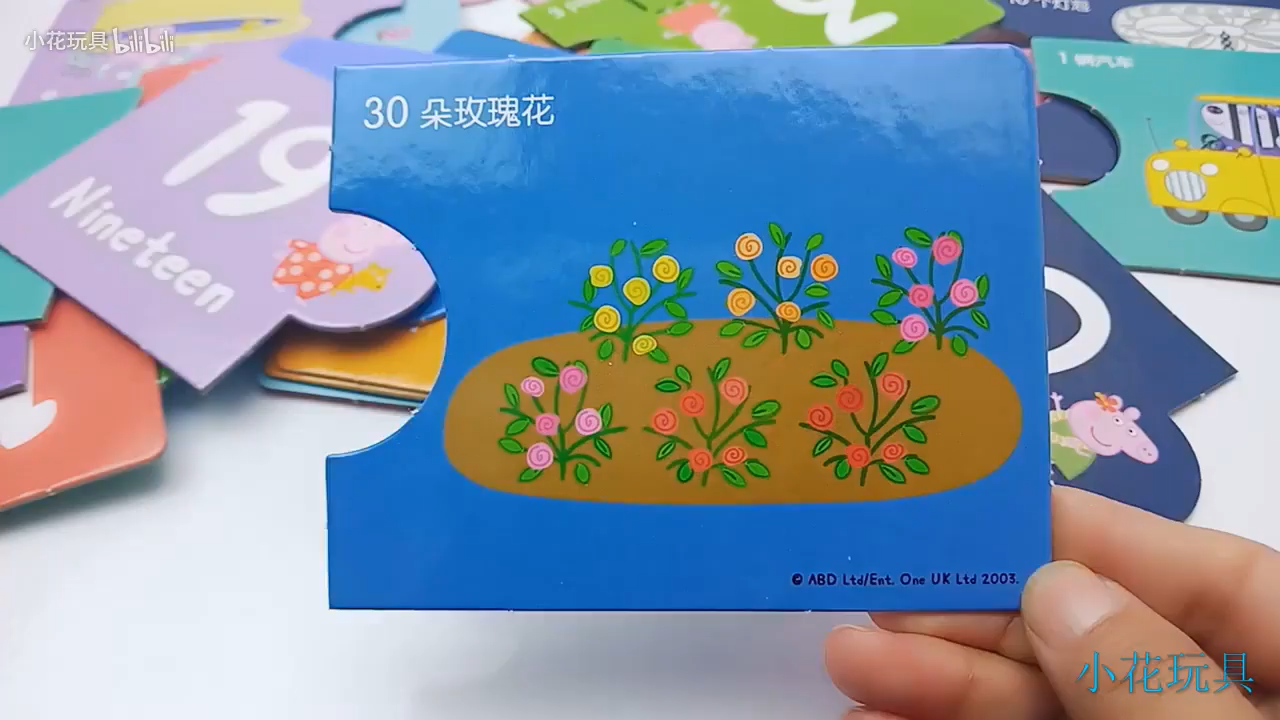 小花玩具 bilibili
30 朵玫瑰花
19
Nineteen
1 辆汽车
© ABD Ltd/Ent. One UK Ltd 2003.
小花玩具